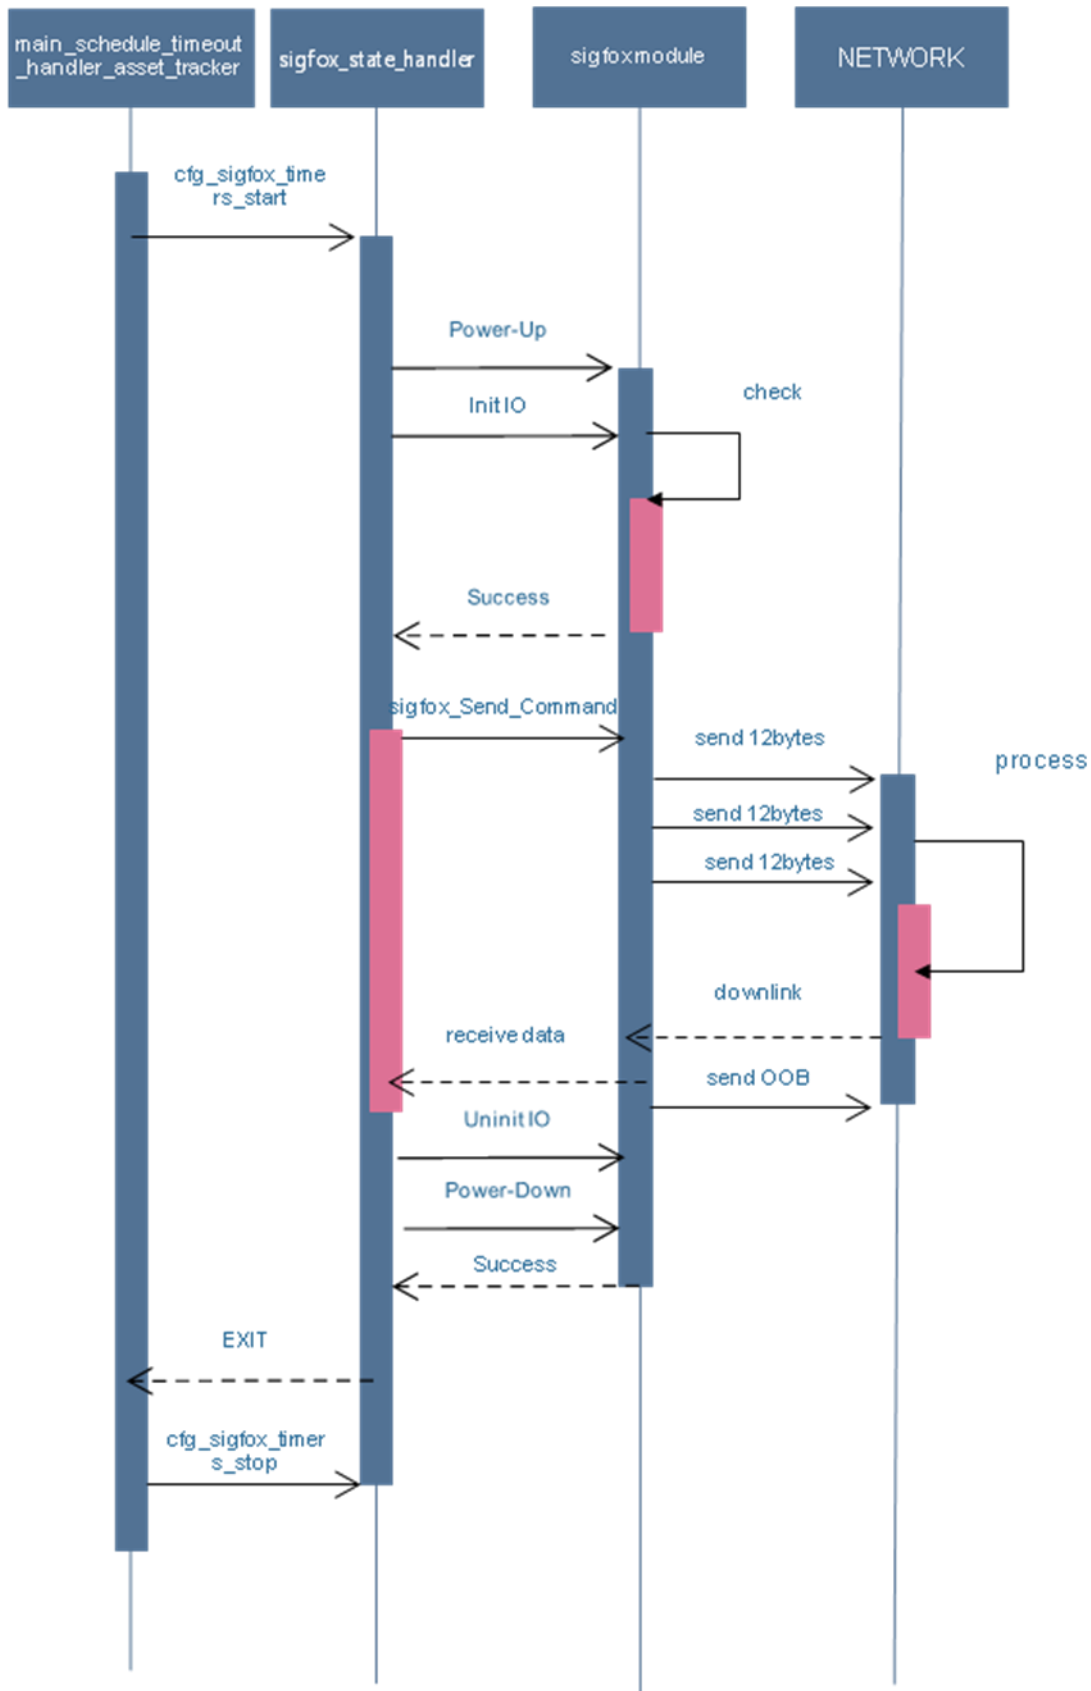 main_schedule_timeout
_handler_asset_tracker
sigfox_state_handler
sigfoxmodule
NETWORK
cfg_sigfox_time
rs_start
Power-Up
check
Init IO
Success
sigfox_Send_Command
send 12bytes
process
send 12bytes
send 12bytes
downlink
receive data
send OOB
Uninit IO
Power-Down
Success
EXIT
cfg_sigfox_timer
s_stop